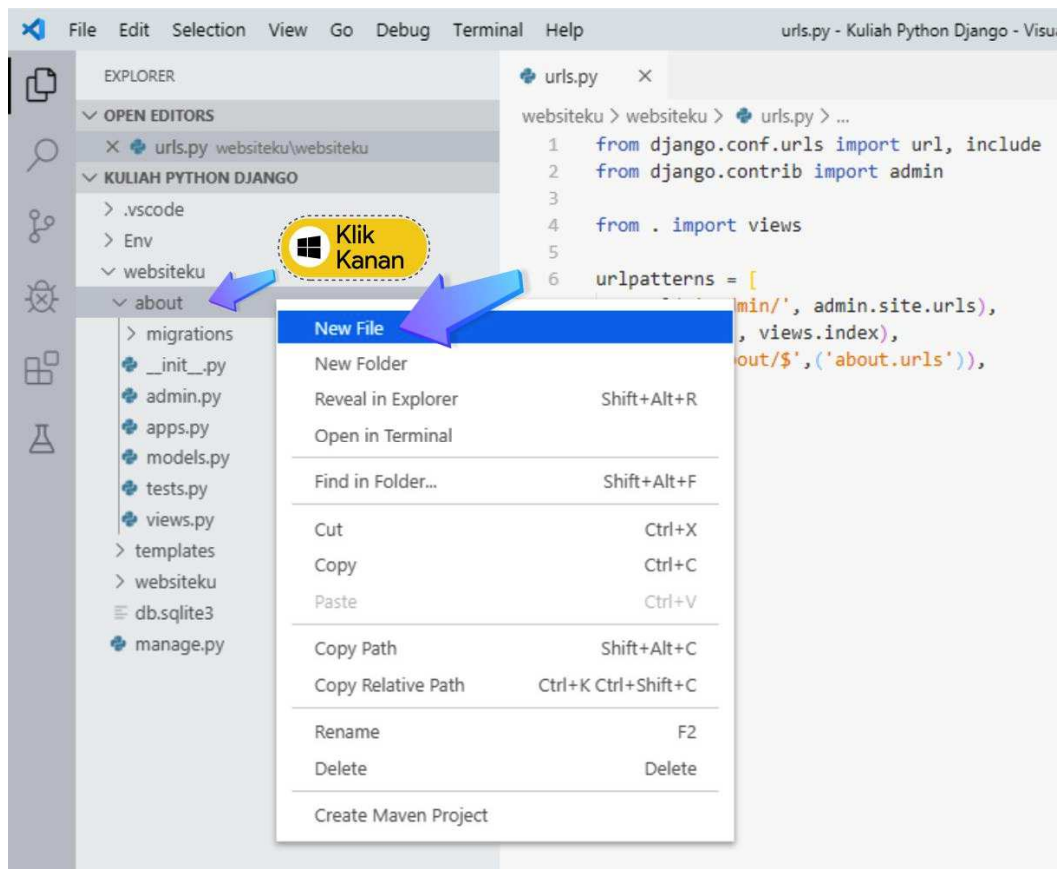 File Edit Selection View Go Debug Terminal Help urls.py - Kuliah Python Django - Visu
EXPLORER
OPEN EDITORS
urls.py websiteku\websiteku
KULIAH PYTHON DJANGO
.vscode
Env
websiteku
about
migrations
__init__.py
admin.py
apps.py
models.py
tests.py
views.py
templates
websiteku
db.sqlite3
manage.py
Klik
Kanan
urls.py
websiteku > websiteku > urls.py > ...
1 from django.conf.urls import url, include
2 from django.contrib import admin
3
4 from . import views
5
6 urlpatterns = [
min/', admin.site.urls),
, views.index),
out/$',('about.urls')),
New File
New Folder
Reveal in Explorer Shift+Alt+R
Open in Terminal
Find in Folder... Shift+Alt+F
Cut Ctrl+X
Copy Ctrl+C
Paste Ctrl+V
Copy Path Shift+Alt+C
Copy Relative Path Ctrl+K Ctrl+Shift+C
Rename F2
Delete Delete
Create Maven Project